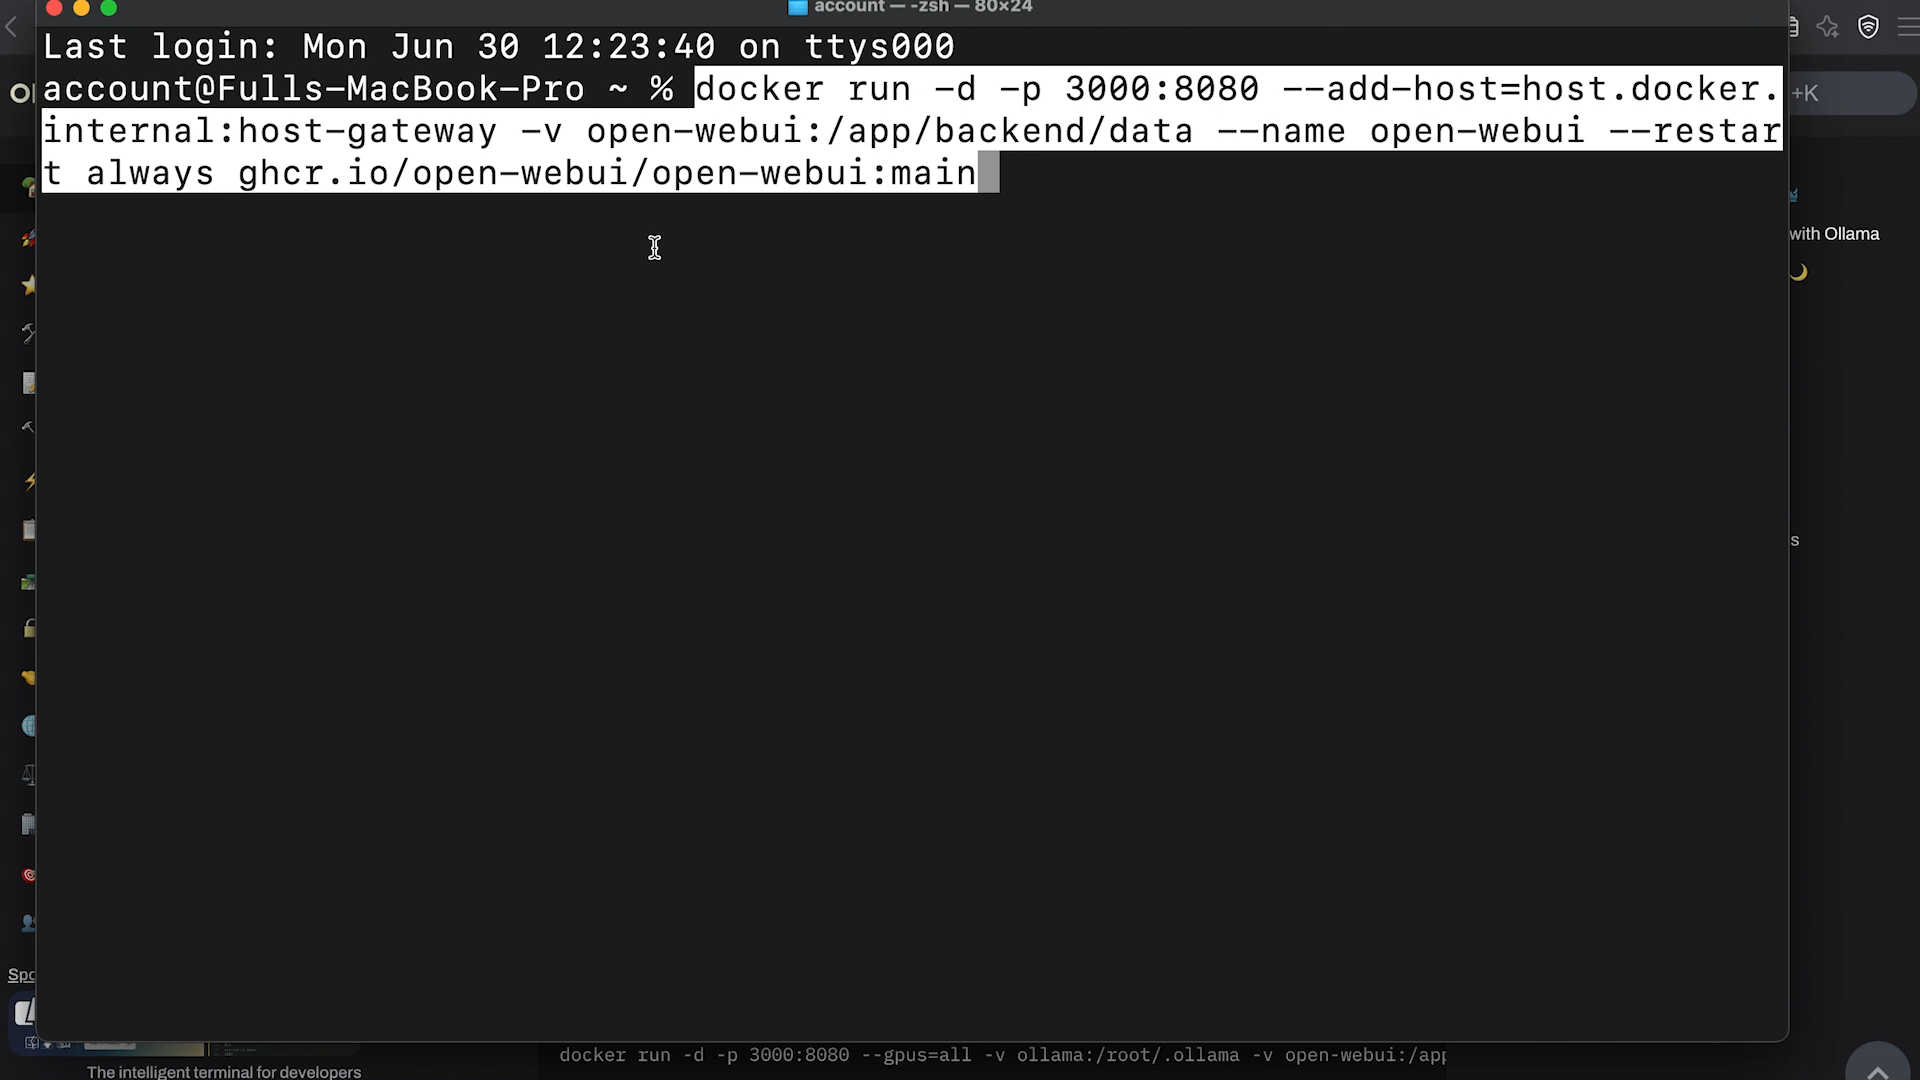 account — -zsh — 80×24
Last login: Mon Jun 30 12:23:40 on ttys000
account@Fulls-MacBook-Pro ~ % docker run -d -p 3000:8080 --add-host=host.docker.
internal:host-gateway -v open-webui:/app/backend/data --name open-webui --restar
t always ghcr.io/open-webui/open-webui:main
+K
with Ollama
s
Spo
docker run -d -p 3000:8080 --gpus=all -v ollama:/root/.ollama -v open-webui:/app
The intelligent terminal for developers